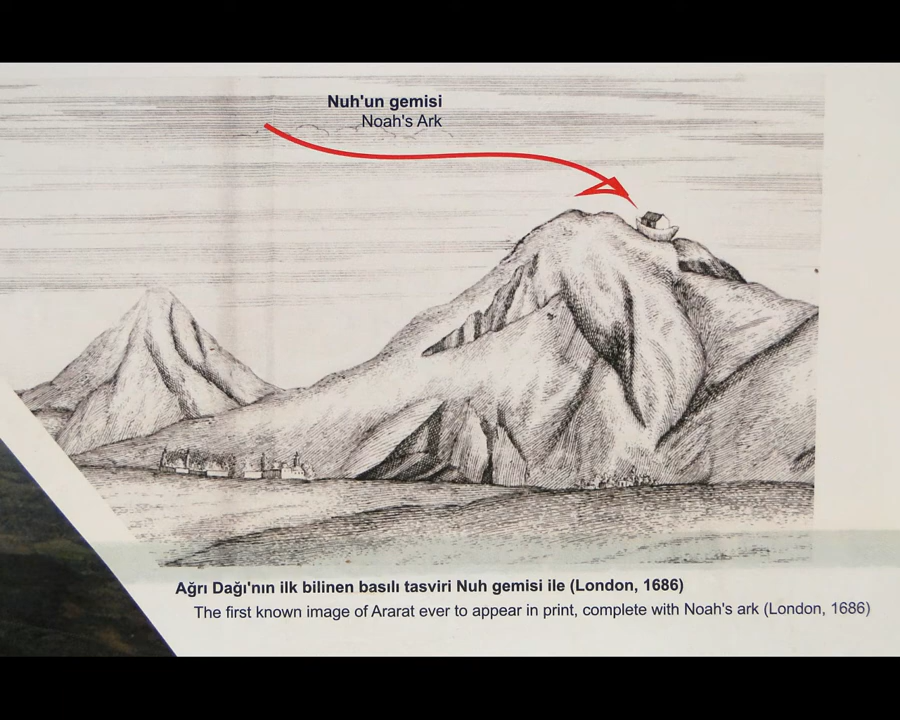 Nuh'un gemisi
Noah's Ark
Ağrı Dağı'nın ilk bilinen basılı tasviri Nuh gemisi ile (London, 1686)
The first known image of Ararat ever to appear in print, complete with Noah's ark (London, 1686)